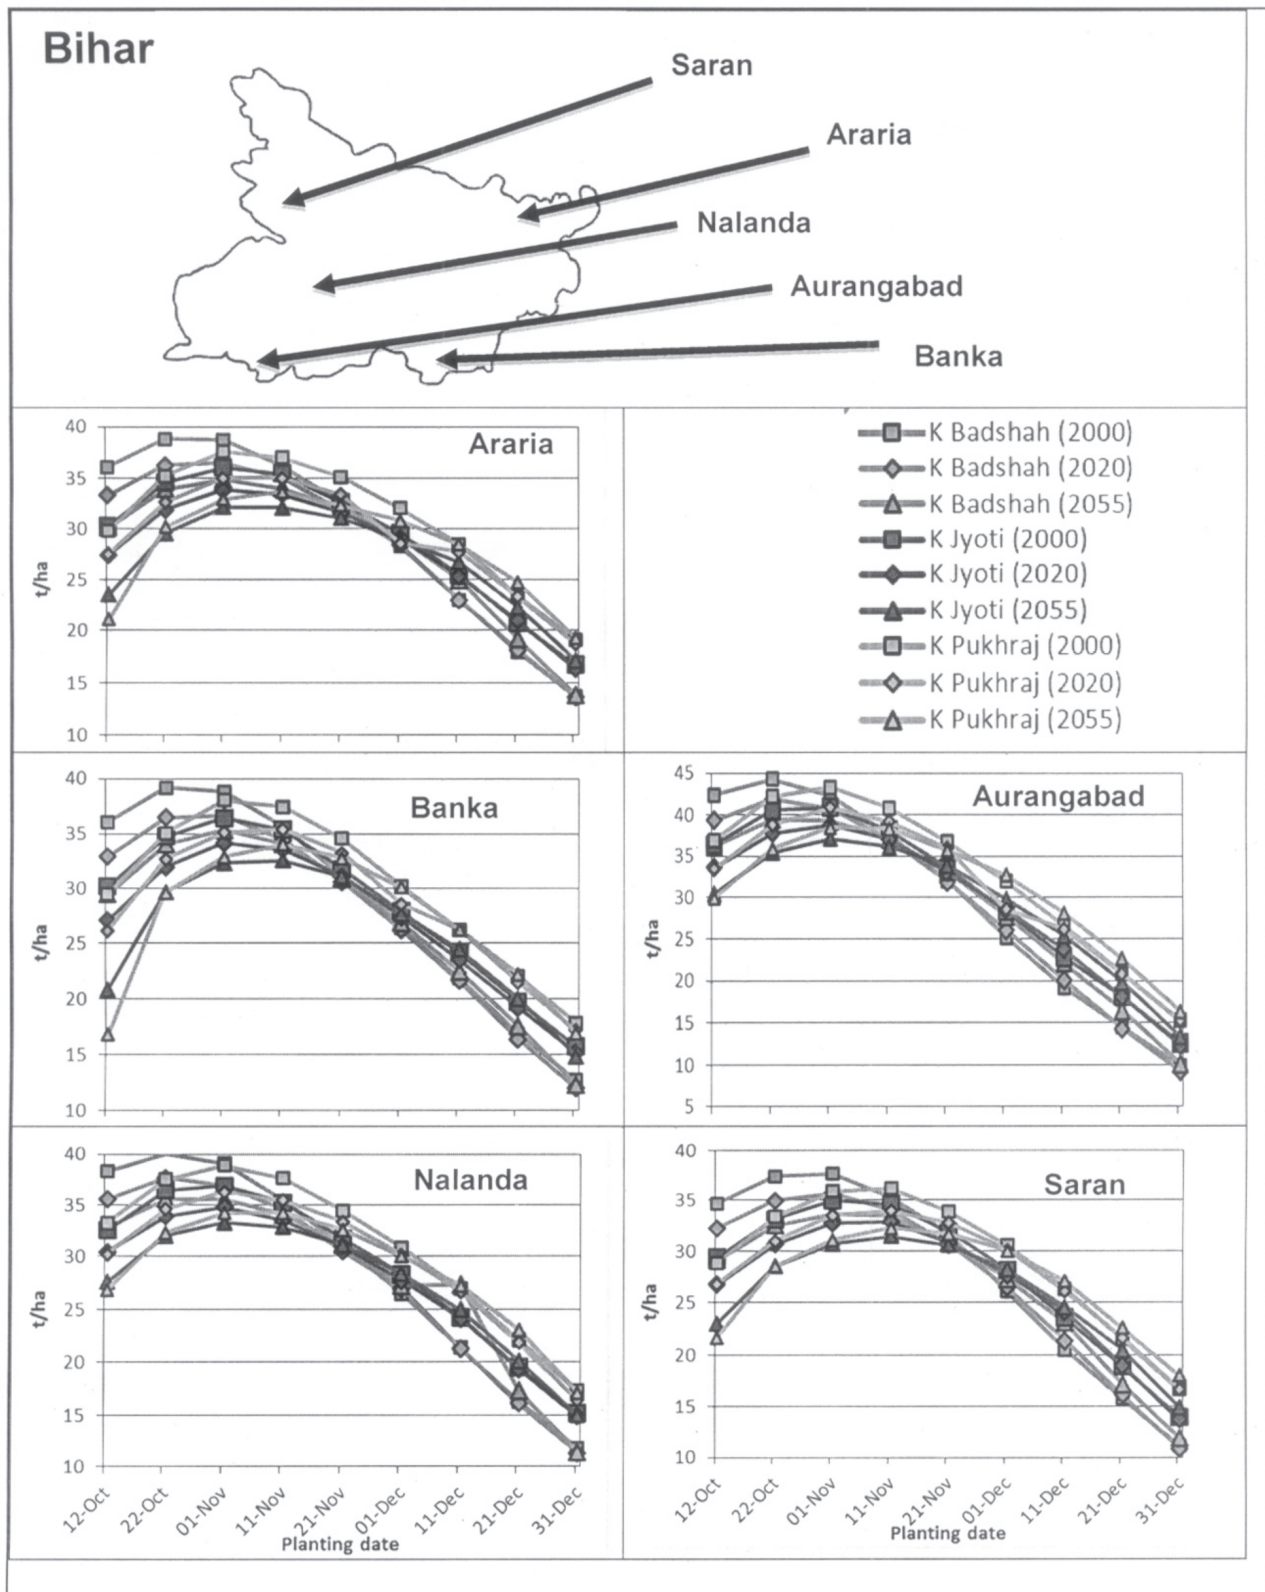 Bihar
Saran
Araria
Nalanda
Aurangabad
Banka
Araria
40
35
30
25
20
15
10
t/ha
K Badshah (2000)
K Badshah (2020)
K Badshah (2055)
K Jyoti (2000)
K Jyoti (2020)
K Jyoti (2055)
K Pukhraj (2000)
K Pukhraj (2020)
K Pukhraj (2055)
Banka
40
35
30
25
20
15
10
t/ha
Aurangabad
45
40
35
30
25
20
15
10
5
t/ha
Nalanda
40
35
30
25
20
15
10
t/ha
12-Oct
22-Oct
01-Nov
11-Nov
21-Nov
01-Dec
11-Dec
21-Dec
31-Dec
Planting date
Saran
40
35
30
25
20
15
10
t/ha
12-Oct
22-Oct
01-Nov
11-Nov
21-Nov
01-Dec
11-Dec
21-Dec
31-Dec
Planting date